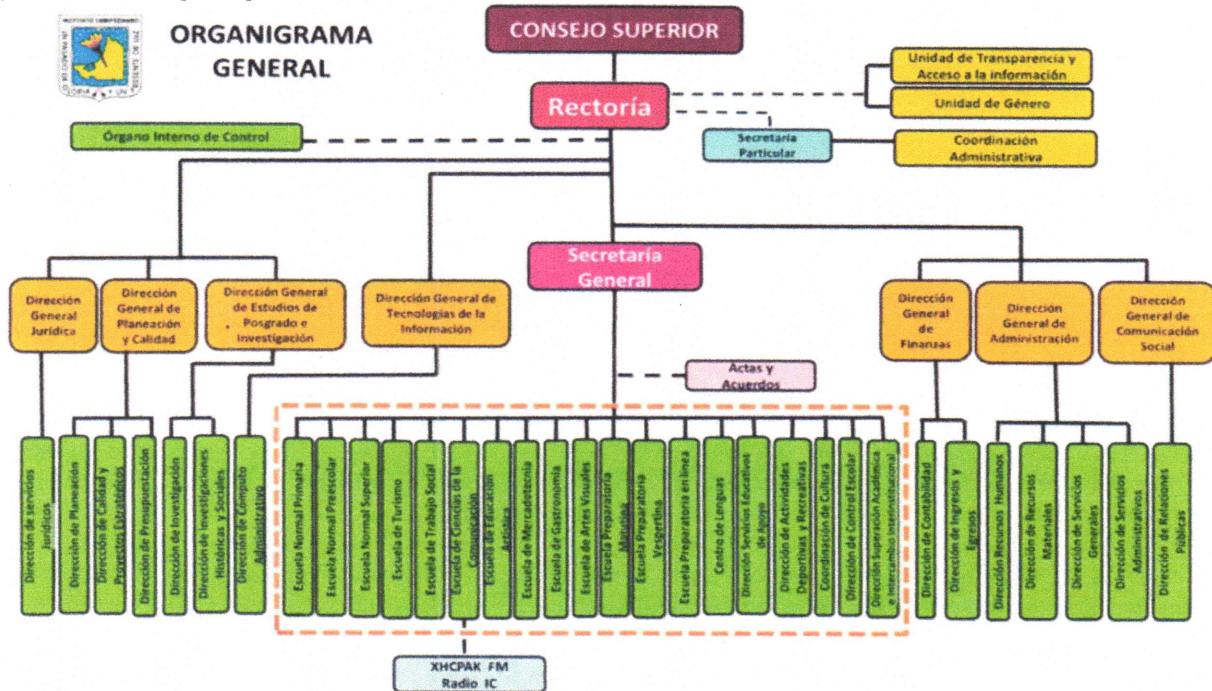 ORGANIGRAMA
GENERAL
CONSEJO SUPERIOR
Rectoría
Unidad de Transparencia y
Acceso a la información
Unidad de Género
Órgano Interno de Control
Secretaría
Particular
Coordinación
Administrativa
Secretaría
General
Dirección
General
Jurídica
Dirección
General de
Planeación
y Calidad
Dirección General
de Estudios de
Posgrado e
Investigación
Dirección General de
Tecnologías de la
Información
Dirección
General
de
Finanzas
Dirección
General de
Administración
Dirección
General de
Comunicación
Social
Actas y
Acuerdos
Dirección de servicios
Jurídicos
Dirección de Planeación
Dirección de Calidad y
Proyectos Estratégicos
Dirección de Presupuestación
Dirección de Investigación
Dirección de Investigaciones
Históricas y Sociales
Dirección de Cómputo
Administrativo
Escuela Normal Primaria
Escuela Normal Preescolar
Escuela Normal Superior
Escuela de Turismo
Escuela de Trabajo Social
Escuela de Ciencias de la
Comunicación
Escuela de Educación
Artística
Escuela de Mercadotecnia
Escuela de Gastronomía
Escuela de Artes Visuales
Escuela Preparatoria
Matutina
Escuela Preparatoria
Vespertina
Escuela Preparatoria en línea
Centro de Lenguas
Dirección Servicios Educativos
de Apoyo
Dirección de Actividades
Deportivas y Recreativas
Coordinación de Cultura
Dirección de Control Escolar
Dirección Superación Académica
e Intercambio Interinstitucional
Dirección de Contabilidad
Dirección de Ingresos y
Egresos
Dirección Recursos Humanos
Dirección de Recursos
Materiales
Dirección de Servicios
Generales
Dirección de Servicios
Administrativos
Dirección de Relaciones
Públicas
XHCPAK FM
Radio IC